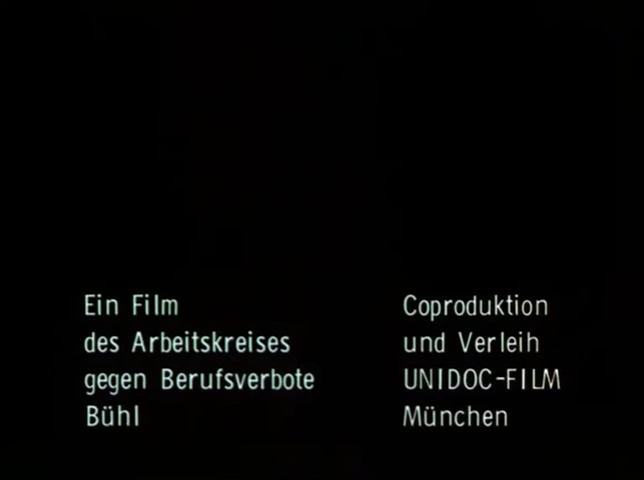 Ein Film
des Arbeitskreises
gegen Berufsverbote
Bühl
Coproduktion
und Verleih
UNIDOC-FILM
München